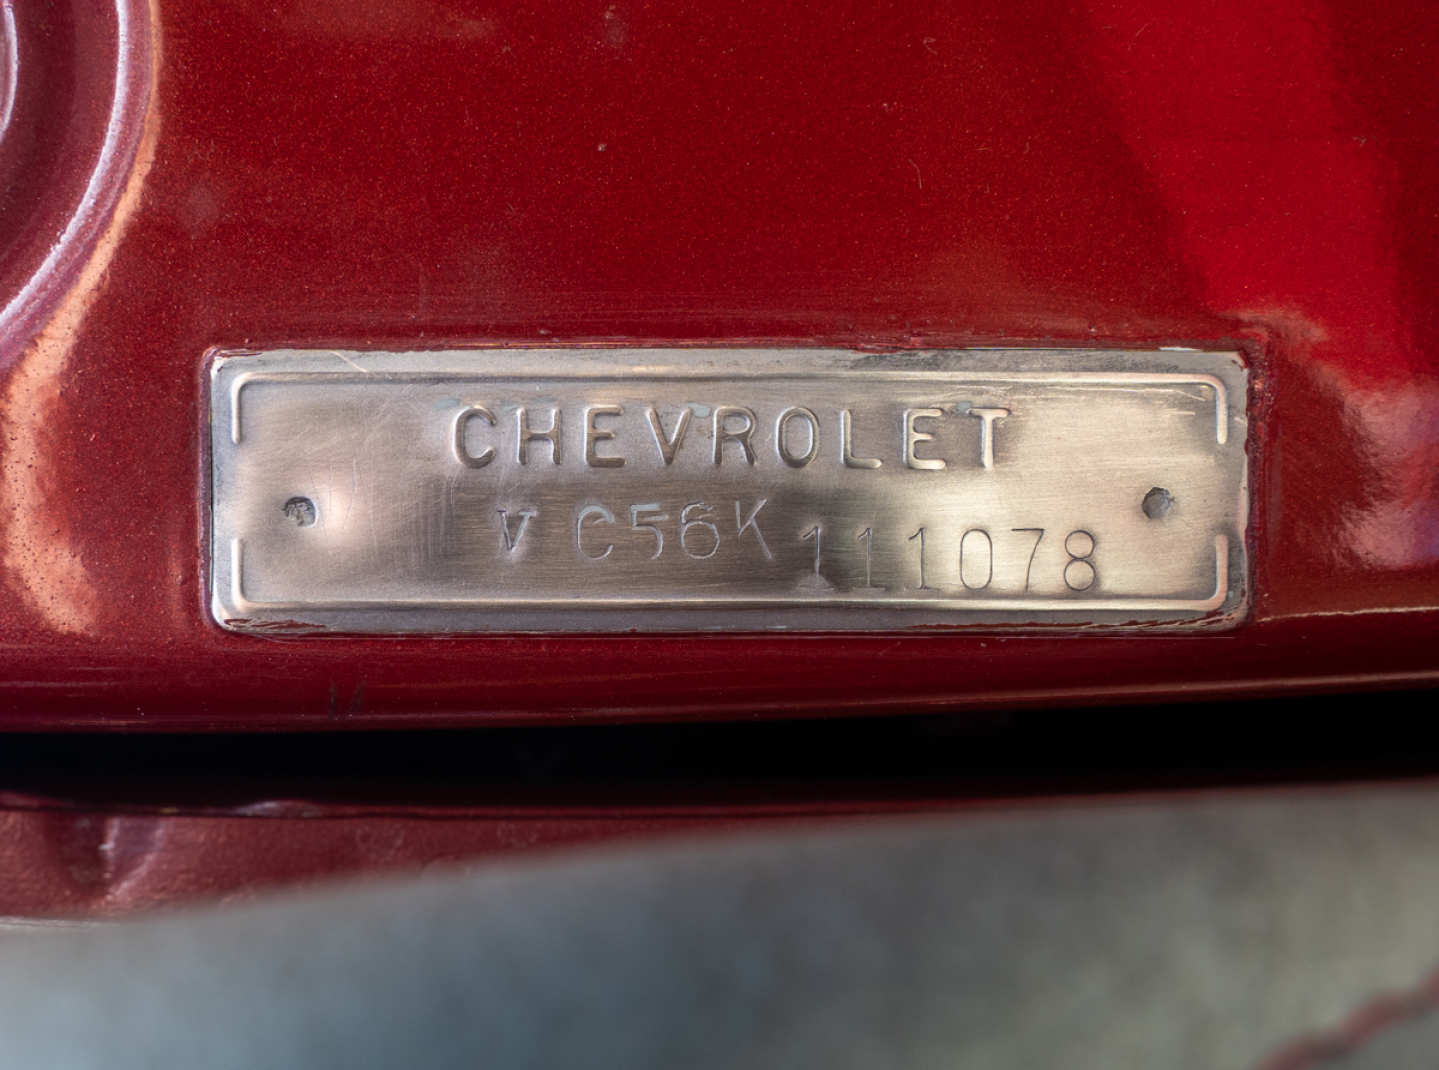 CHEVROLET
V C56K 111078